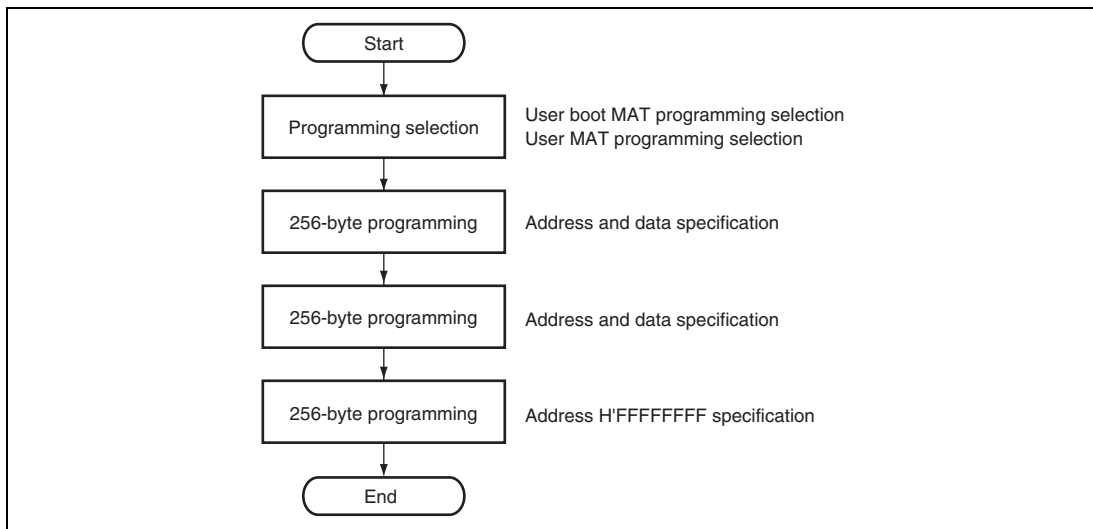 Start
Programming selection
User boot MAT programming selection
User MAT programming selection
256-byte programming
Address and data specification
256-byte programming
Address and data specification
256-byte programming
Address H'FFFFFFFF specification
End